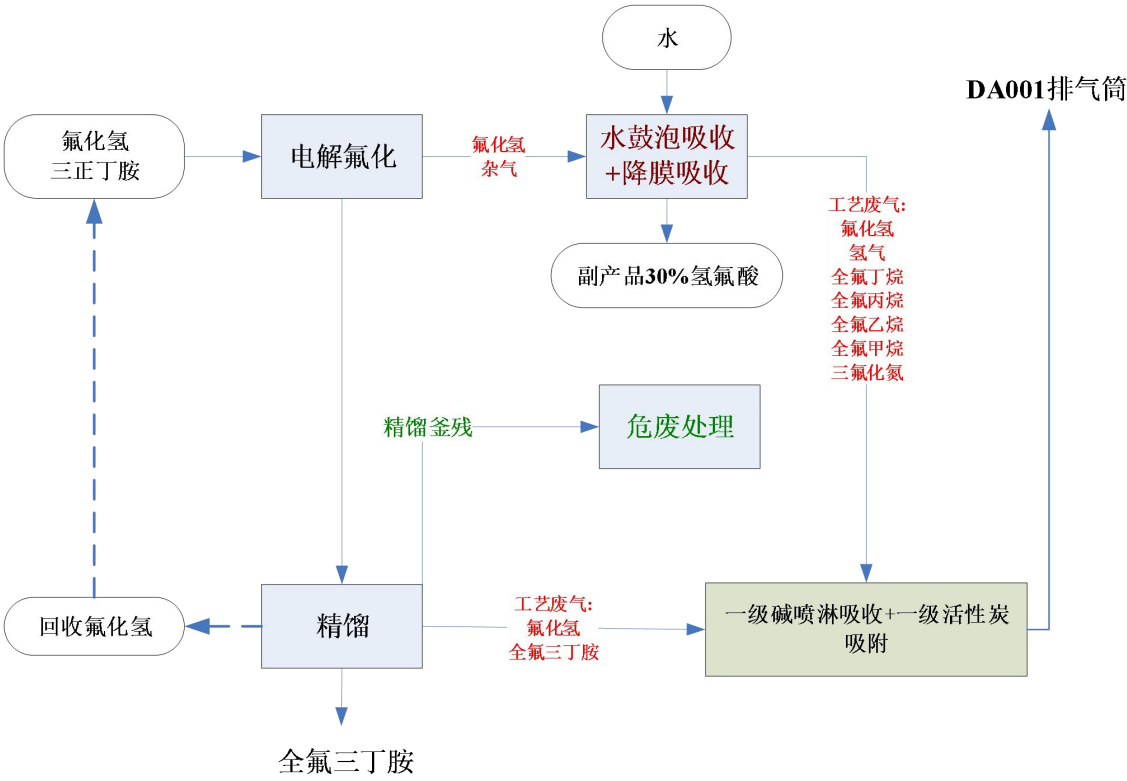 水
DA001排气筒
氟化氢
三正丁胺
电解氟化
氟化氢
杂气
水鼓泡吸收
+降膜吸收
工艺废气：
氟化氢
氢气
全氟丁烷
全氟丙烷
全氟乙烷
全氟甲烷
三氟化氮
副产品30%氢氟酸
精馏釜残
危废处理
回收氟化氢
精馏
工艺废气：
氟化氢
全氟三丁胺
一级碱喷淋吸收+一级活性炭
吸附
全氟三丁胺